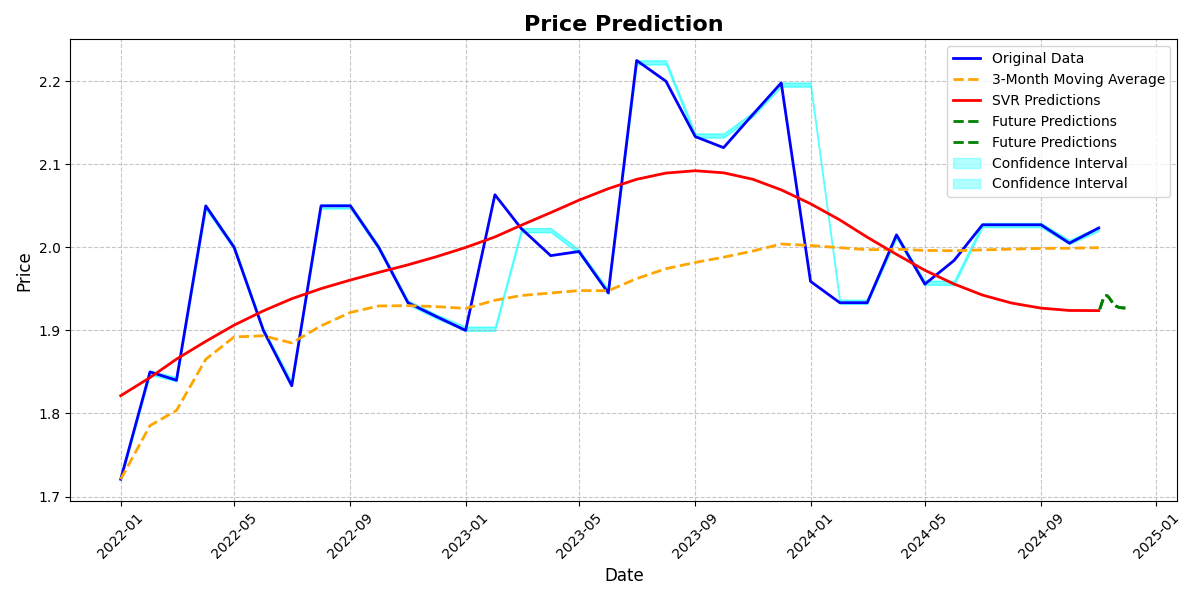 Price Prediction
Original Data
3-Month Moving Average
SVR Predictions
Future Predictions
Future Predictions
Confidence Interval
Confidence Interval
Price
2.2
2.1
2.0
1.9
1.8
1.7
2022-01
2022-05
2022-09
2023-01
2023-05
2023-09
2024-01
2024-05
2024-09
2025-01
Date